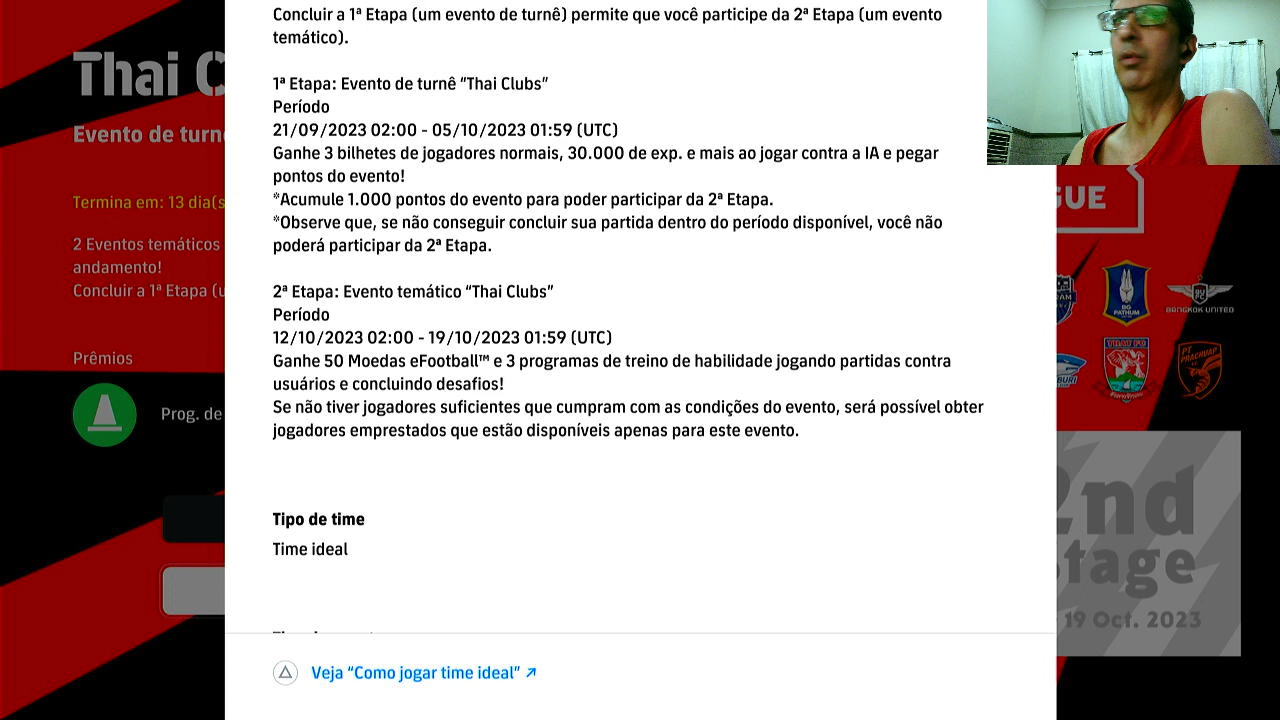 Concluir a 1ª Etapa (um evento de turnê) permite que você participe da 2ª Etapa (um evento
temático).
1ª Etapa: Evento de turnê “Thai Clubs”
Período
21/09/2023 02:00 - 05/10/2023 01:59 (UTC)
Ganhe 3 bilhetes de jogadores normais, 30.000 de exp. e mais ao jogar contra a IA e pegar
pontos do evento!
*Acumule 1.000 pontos do evento para poder participar da 2ª Etapa.
*Observe que, se não conseguir concluir sua partida dentro do período disponível, você não
poderá participar da 2ª Etapa.
2ª Etapa: Evento temático “Thai Clubs”
Período
12/10/2023 02:00 - 19/10/2023 01:59 (UTC)
Ganhe 50 Moedas eFootball™ e 3 programas de treino de habilidade jogando partidas contra
usuários e concluindo desafios!
Se não tiver jogadores suficientes que cumpram com as condições do evento, será possível obter
jogadores emprestados que estão disponíveis apenas para este evento.
Tipo de time
Time ideal
Veja “Como jogar time ideal” ↗
Thai C
Evento de turn
Termina em: 13 dia(s
2 Eventos temáticos
andamento!
Concluir a 1ª Etapa (u
Prêmios
Prog. de
GUE
BG PATHUM
BANGKOK UNITED
BURI
PT PRACHUAP
2nd
Stage
19 Oct. 2023